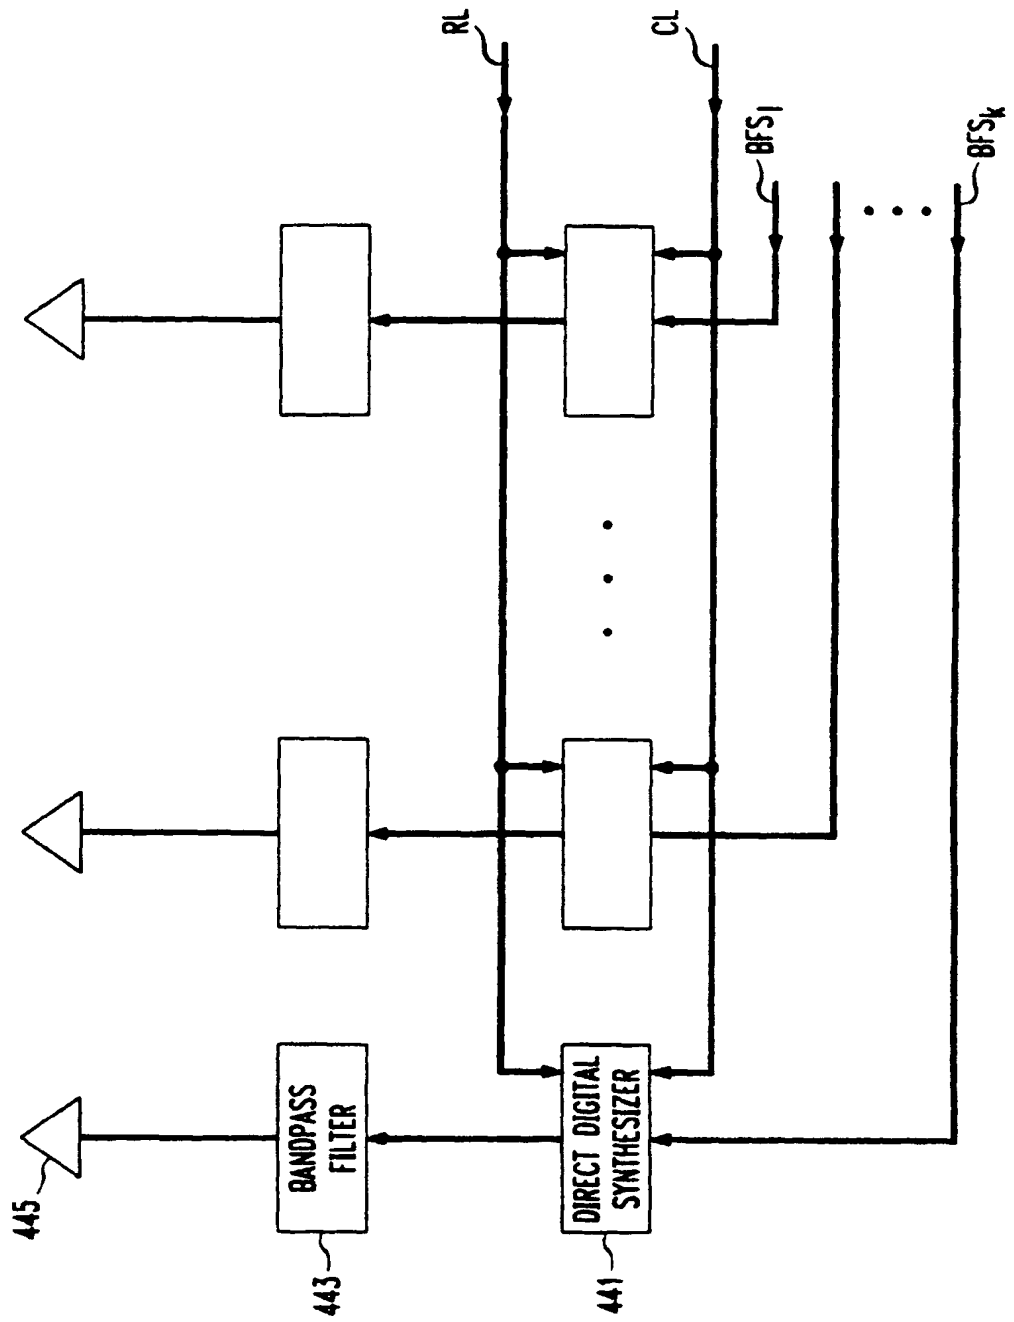 445
443
BANDPASS
FILTER
441
DIRECT DIGITAL
SYNTHESIZER
RL
CL
BFS1
BFSk